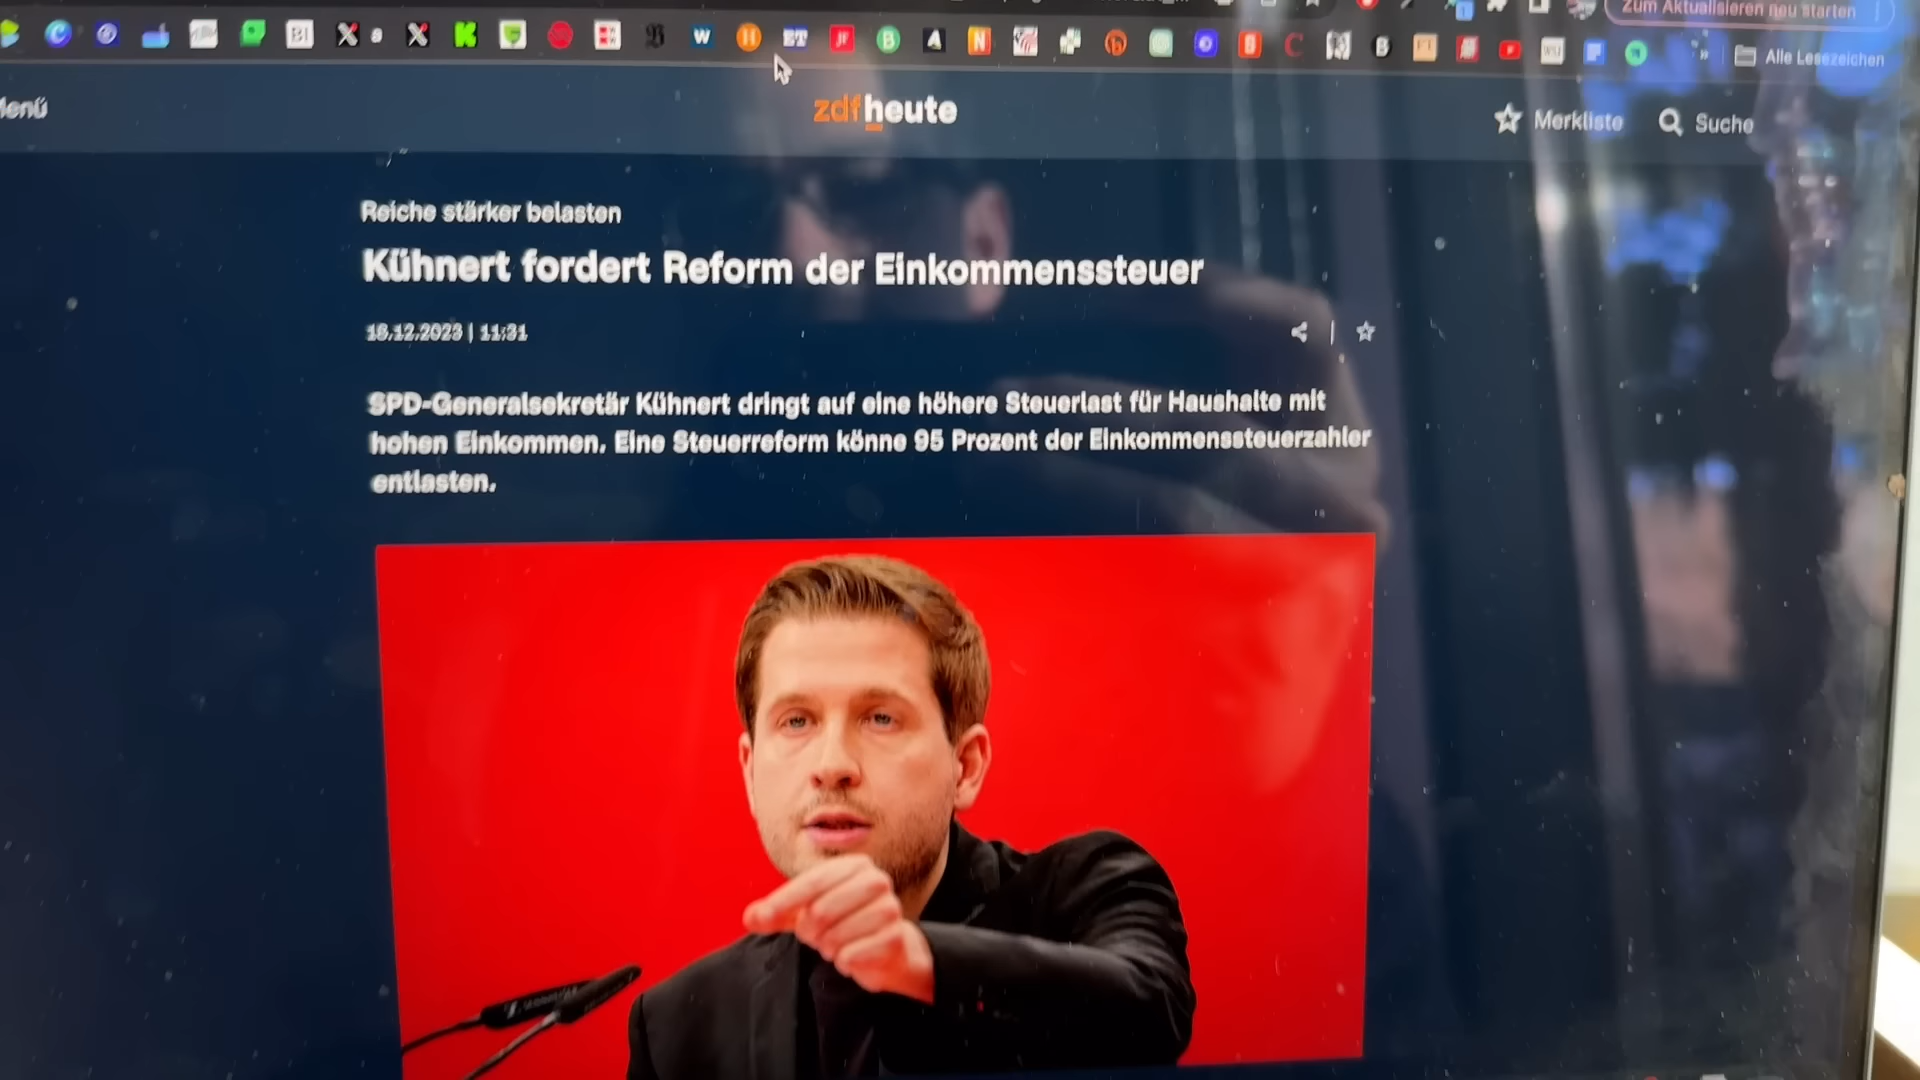 Zum Aktualisieren neu starten
Alle Lesezeichen
Menü
zdfheute
Merkliste
Suche
Reiche stärker belasten
Kühnert fordert Reform der Einkommenssteuer
18.12.2023 | 11:31
SPD-Generalsekretär Kühnert dringt auf eine höhere Steuerlast für Haushalte mit
hohen Einkommen. Eine Steuerreform könne 95 Prozent der Einkommenssteuerzahler
entlasten.